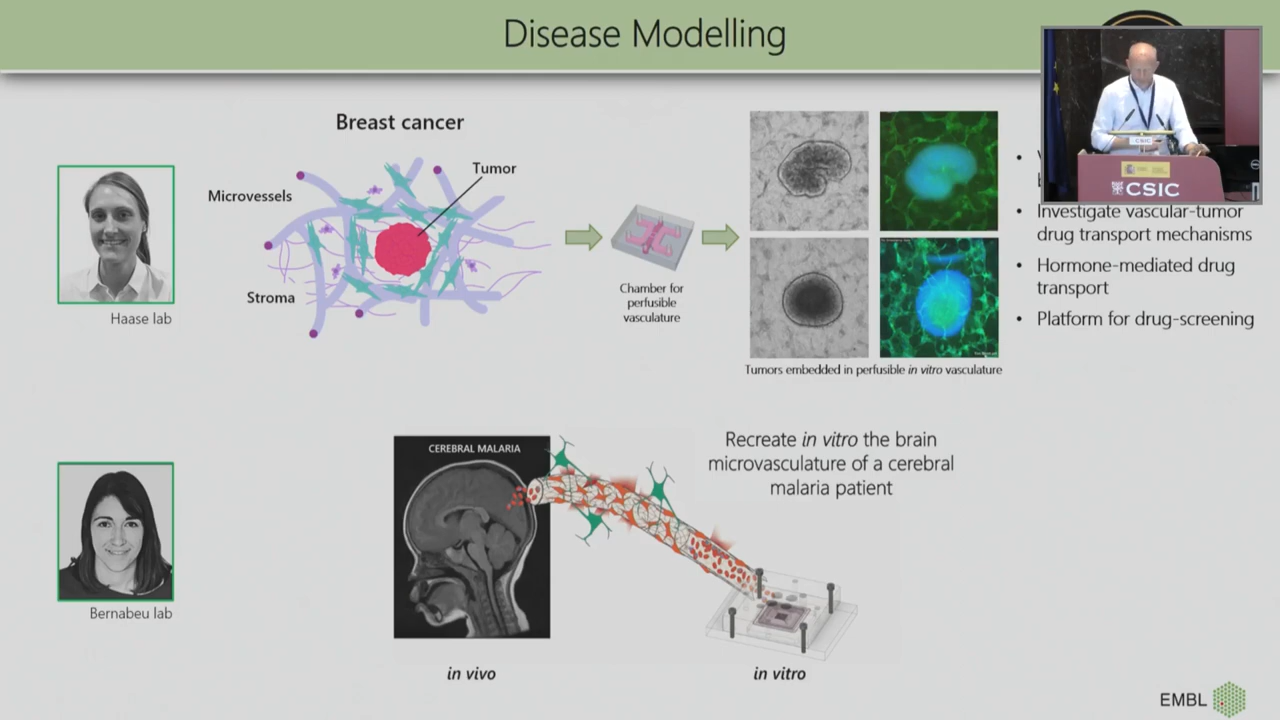 Disease Modelling
Breast cancer
Tumor
Microvessels
Stroma
Haase lab
Chamber for
perfusible
vasculature
Tumors embedded in perfusible in vitro vasculature
• Investigate vascular-tumor
drug transport mechanisms
• Hormone-mediated drug
transport
• Platform for drug-screening
CSIC
CSIC
CEREBRAL MALARIA
Recreate in vitro the brain
microvasculature of a cerebral
malaria patient
Bernabeu lab
in vivo
in vitro
EMBL